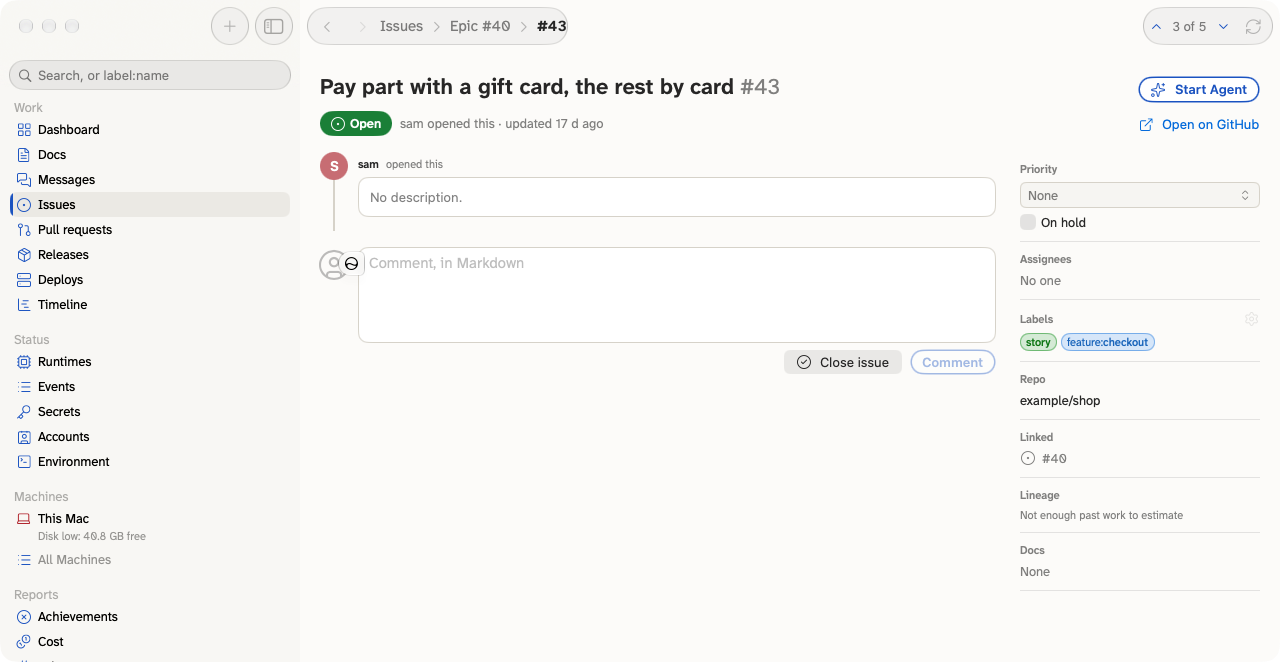 Issues
Epic #40
#43
3 of 5
Search, or label:name
Work
Dashboard
Docs
Messages
Issues
Pull requests
Releases
Deploys
Timeline
Status
Runtimes
Events
Secrets
Accounts
Environment
Machines
This Mac
Disk low: 40.8 GB free
All Machines
Reports
Achievements
Cost
Pay part with a gift card, the rest by card #43
Open
sam opened this · updated 17 d ago
S
sam opened this
No description.
Comment, in Markdown
Close issue
Comment
Start Agent
Open on GitHub
Priority
None
On hold
Assignees
No one
Labels
story
feature:checkout
Repo
example/shop
Linked
#40
Lineage
Not enough past work to estimate
Docs
None